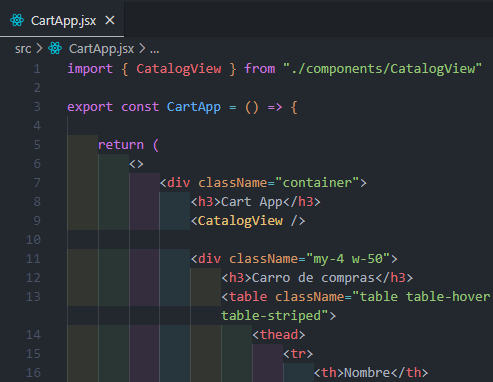 CartApp.jsx ×
src > CartApp.jsx > ...
1 import { CatalogView } from "./components/CatalogView"
2
3 export const CartApp = () => {
4
5 return (
6 <>
7 <div className="container">
8 <h3>Cart App</h3>
9 <CatalogView />
10
11 <div className="my-4 w-50">
12 <h3>Carro de compras</h3>
13 <table className="table table-hover
table-striped">
14 <thead>
15 <tr>
16 <th>Nombre</th>